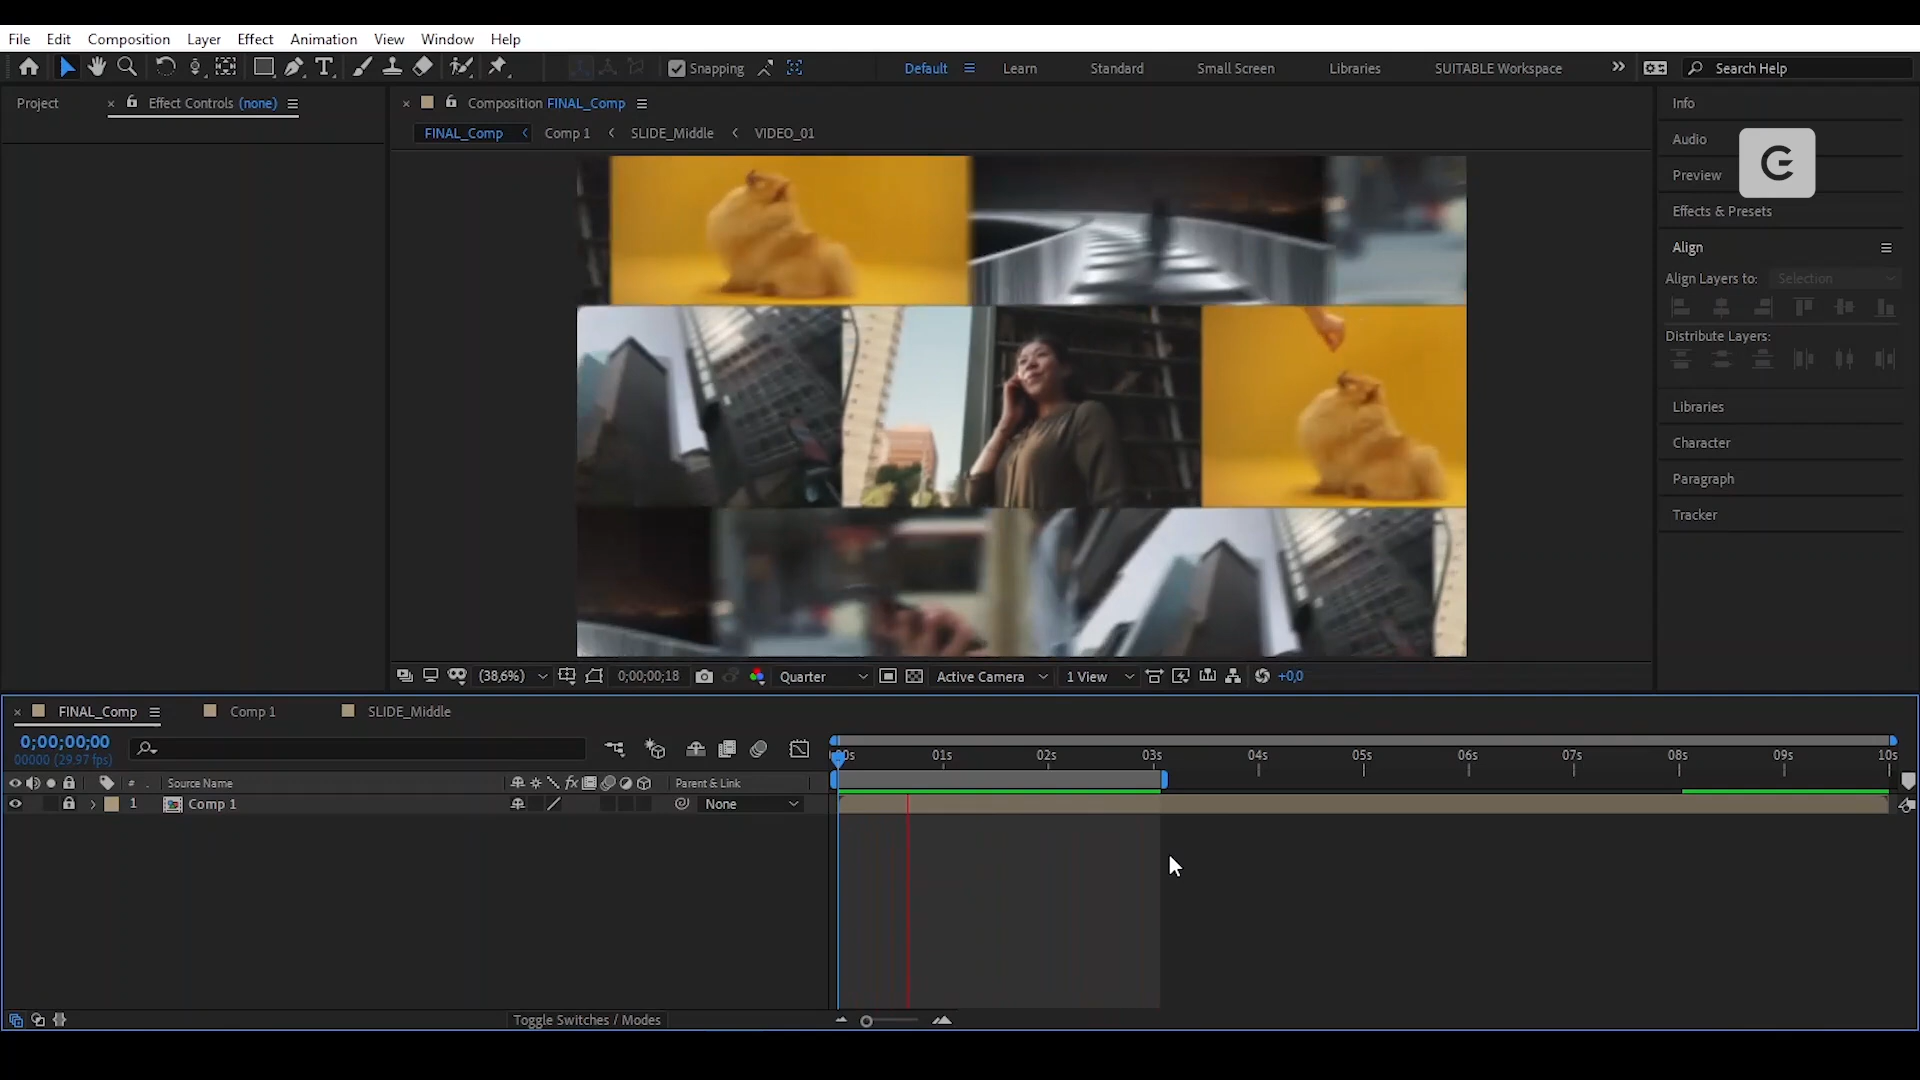 File Edit Composition Layer Effect Animation View Window Help
Snapping Default Learn Standard Small Screen Libraries SUITABLE Workspace Search Help
Project Effect Controls (none) Composition FINAL_Comp Info
FINAL_Comp Comp 1 SLIDE_Middle VIDEO_01
Audio
Preview
Effects & Presets
Align
Align Layers to: Selection
Distribute Layers:
Libraries
Character
Paragraph
Tracker
(38,6%) 0;00;00;18 Quarter Active Camera 1 View +0,0
FINAL_Comp Comp 1 SLIDE_Middle
0;00;00;00
00000 (29.97 fps)
01s 02s 03s 04s 05s 06s 07s 08s 09s 10s
# Source Name fx Parent & Link
1 Comp 1 None
Toggle Switches / Modes